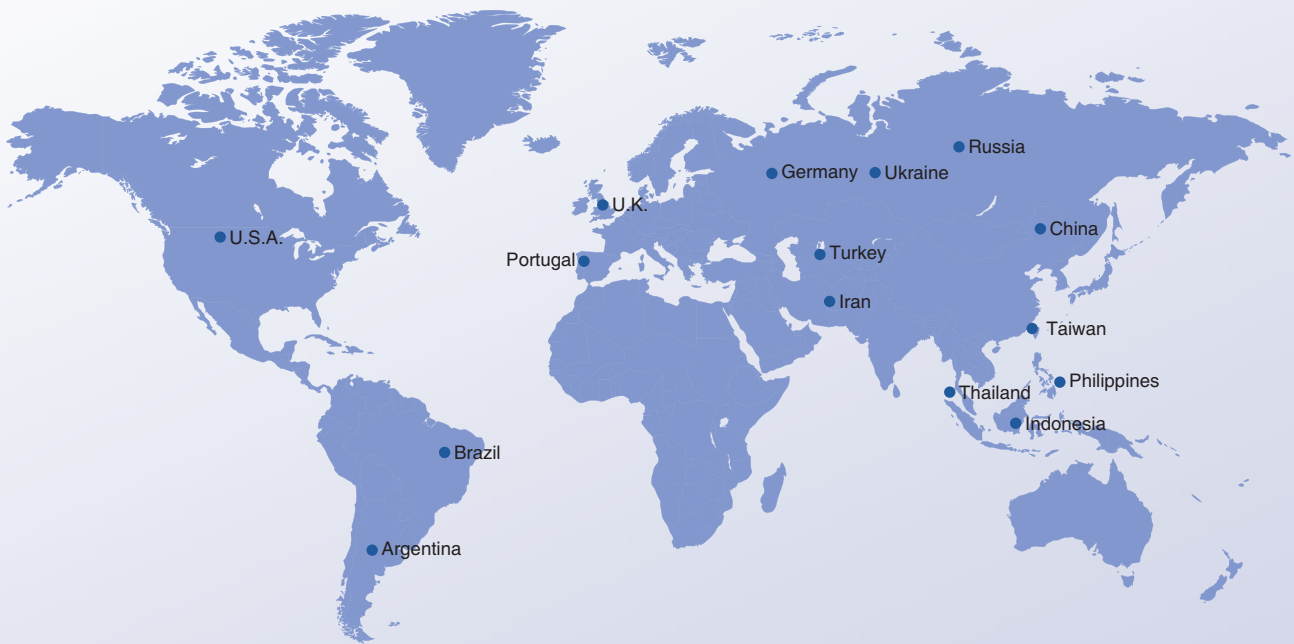 Russia
Germany
Ukraine
U.K.
China
U.S.A.
Turkey
Portugal
Iran
Taiwan
Philippines
Thailand
Indonesia
Brazil
Argentina